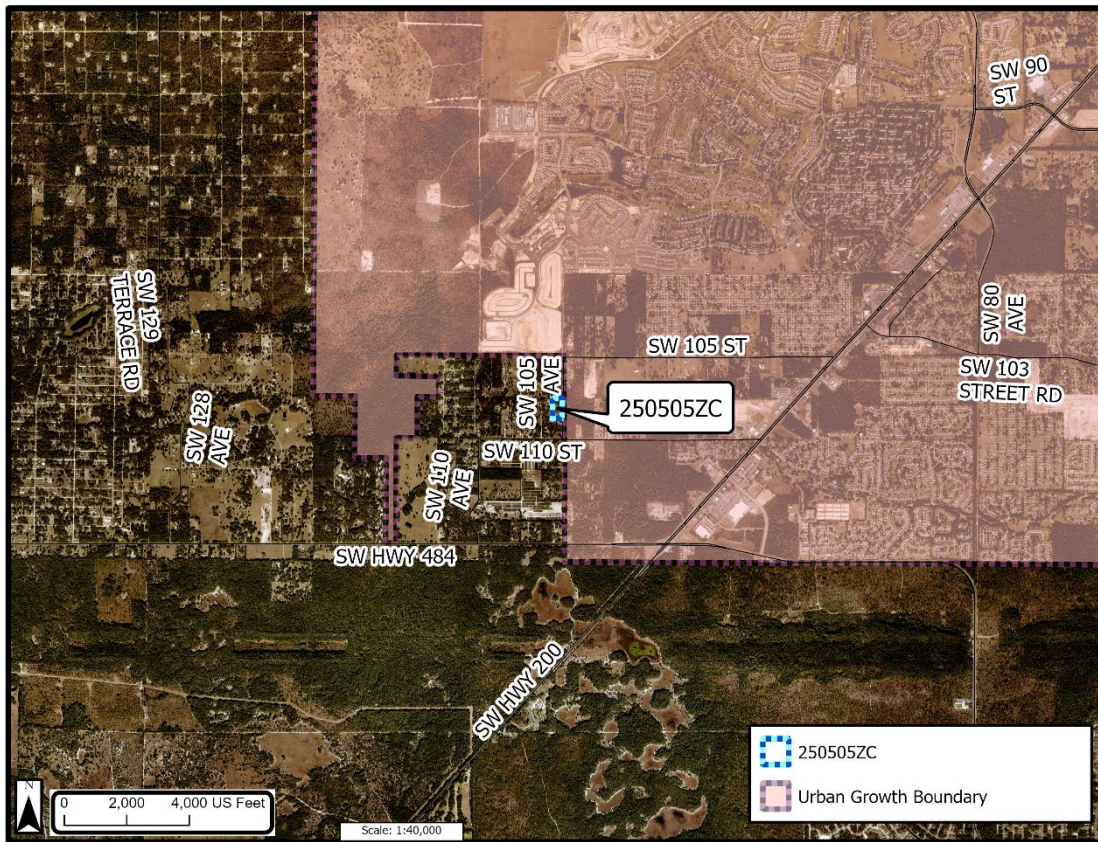 SW 90
ST
SW 129
TERRACE RD
SW 80
AVE
SW 105 ST
SW 103
STREET RD
SW 105
AVE
250505ZC
SW 128
AVE
SW 110 ST
SW 110
AVE
SW HWY 484
SW HWY 200
250505ZC
Urban Growth Boundary
N
0 2,000 4,000 US Feet
Scale: 1:40,000